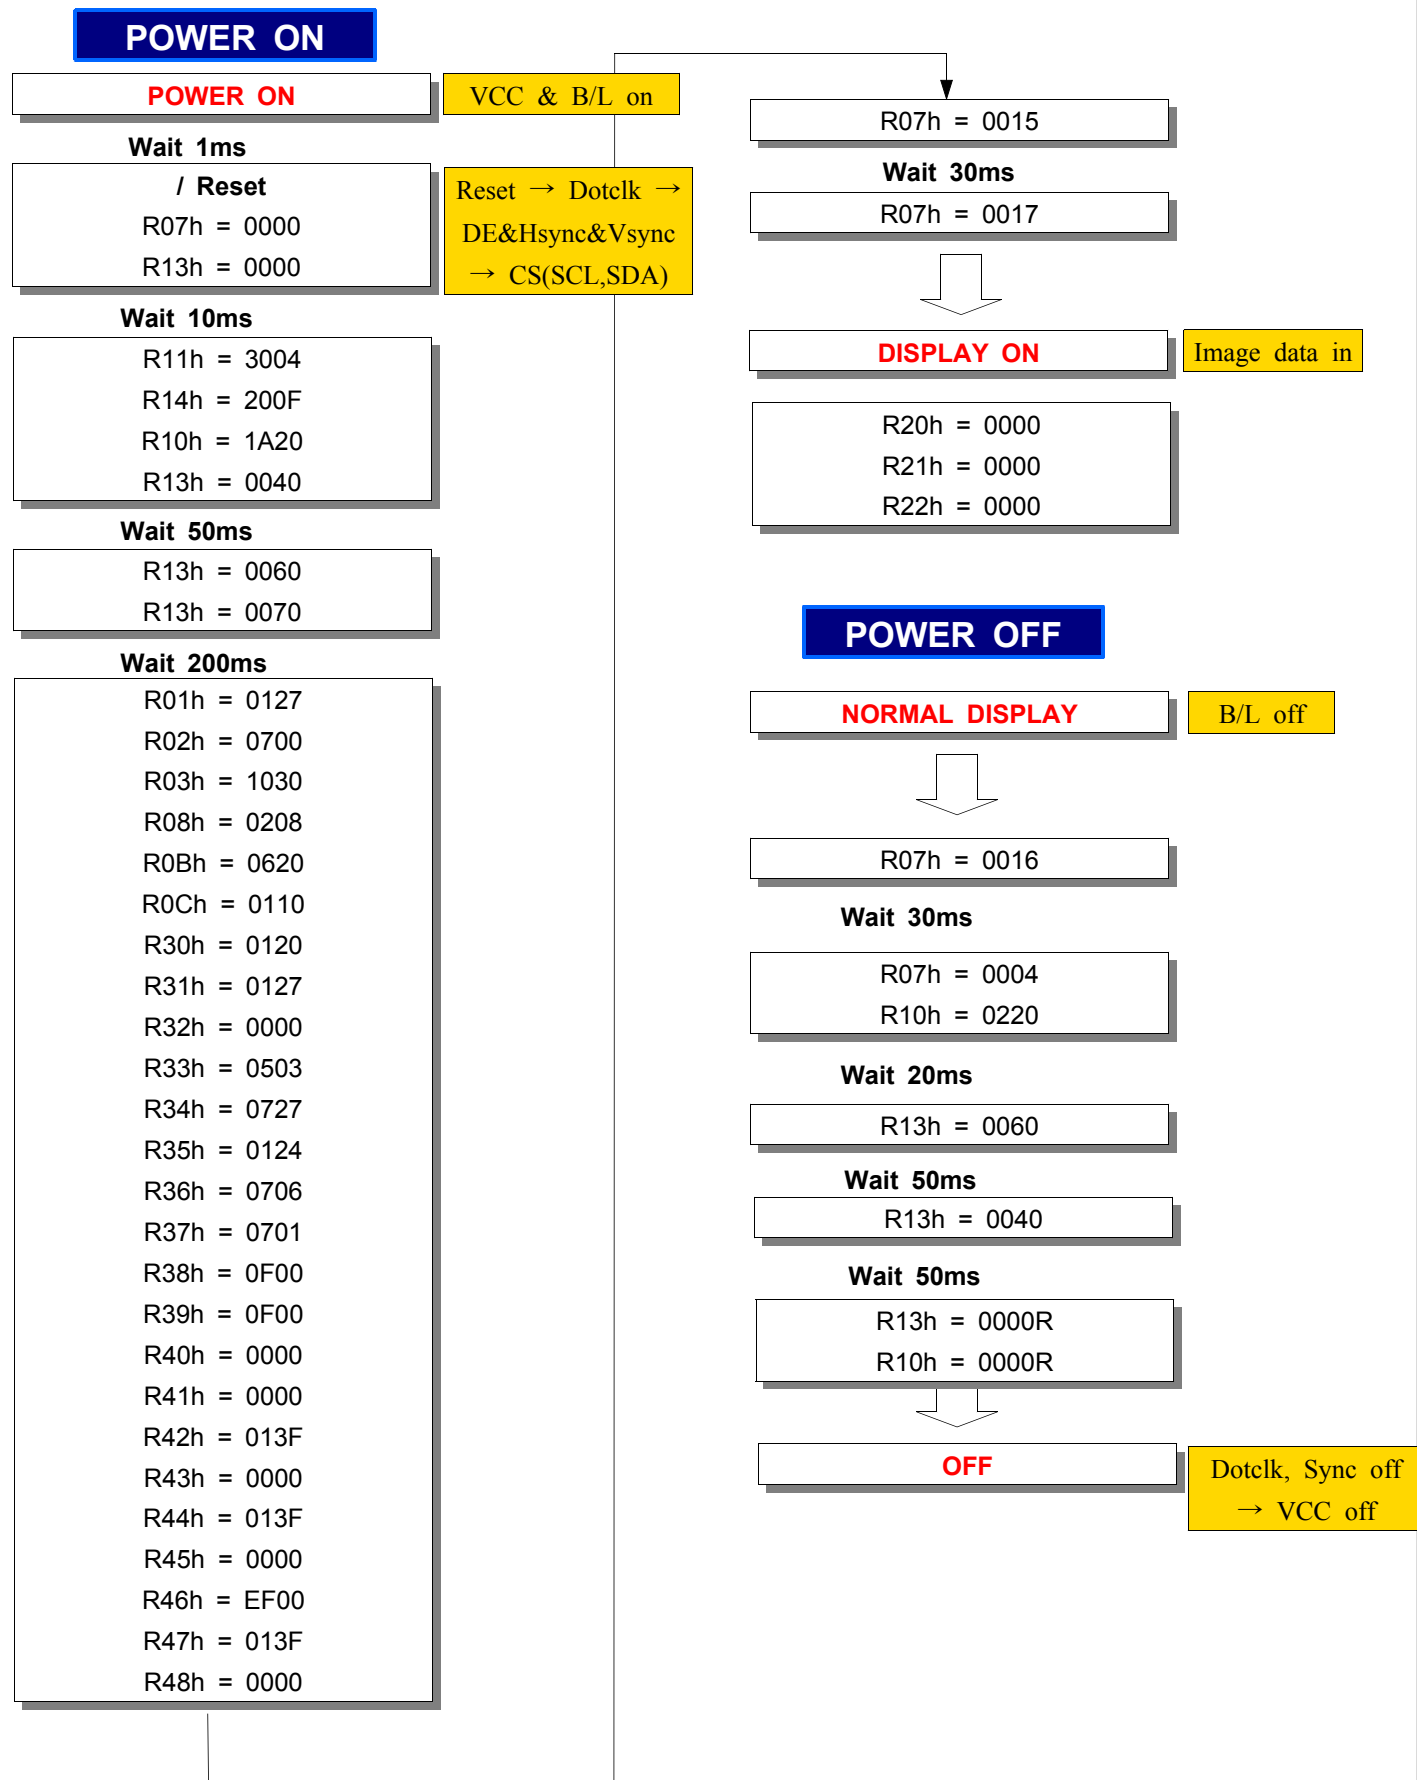 POWER ON
POWER ON
VCC & B/L on
Wait 1ms
/ Reset
R07h = 0000
R13h = 0000
Reset → Dotclk →
DE&Hsync&Vsync
→ CS(SCL,SDA)
Wait 10ms
R11h = 3004
R14h = 200F
R10h = 1A20
R13h = 0040
Wait 50ms
R13h = 0060
R13h = 0070
Wait 200ms
R01h = 0127
R02h = 0700
R03h = 1030
R08h = 0208
R0Bh = 0620
R0Ch = 0110
R30h = 0120
R31h = 0127
R32h = 0000
R33h = 0503
R34h = 0727
R35h = 0124
R36h = 0706
R37h = 0701
R38h = 0F00
R39h = 0F00
R40h = 0000
R41h = 0000
R42h = 013F
R43h = 0000
R44h = 013F
R45h = 0000
R46h = EF00
R47h = 013F
R48h = 0000
R07h = 0015
Wait 30ms
R07h = 0017
DISPLAY ON
Image data in
R20h = 0000
R21h = 0000
R22h = 0000
POWER OFF
NORMAL DISPLAY
B/L off
R07h = 0016
Wait 30ms
R07h = 0004
R10h = 0220
Wait 20ms
R13h = 0060
Wait 50ms
R13h = 0040
Wait 50ms
R13h = 0000R
R10h = 0000R
OFF
Dotclk, Sync off
→ VCC off